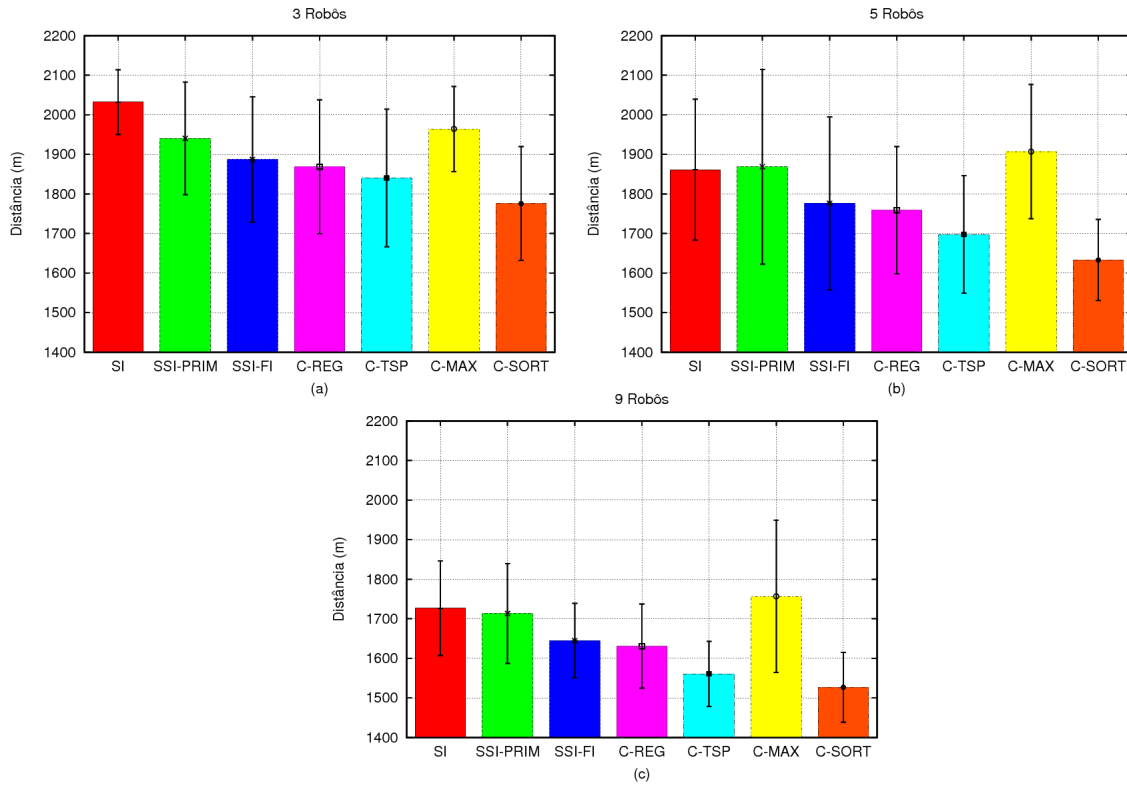 3 Robôs
2200
2100
2000
1900
1800
1700
1600
1500
1400
Distância (m)
SI SSI-PRIM SSI-FI C-REG C-TSP C-MAX C-SORT
(a)
5 Robôs
2200
2100
2000
1900
1800
1700
1600
1500
1400
Distância (m)
SI SSI-PRIM SSI-FI C-REG C-TSP C-MAX C-SORT
(b)
9 Robôs
2200
2100
2000
1900
1800
1700
1600
1500
1400
Distância (m)
SI SSI-PRIM SSI-FI C-REG C-TSP C-MAX C-SORT
(c)